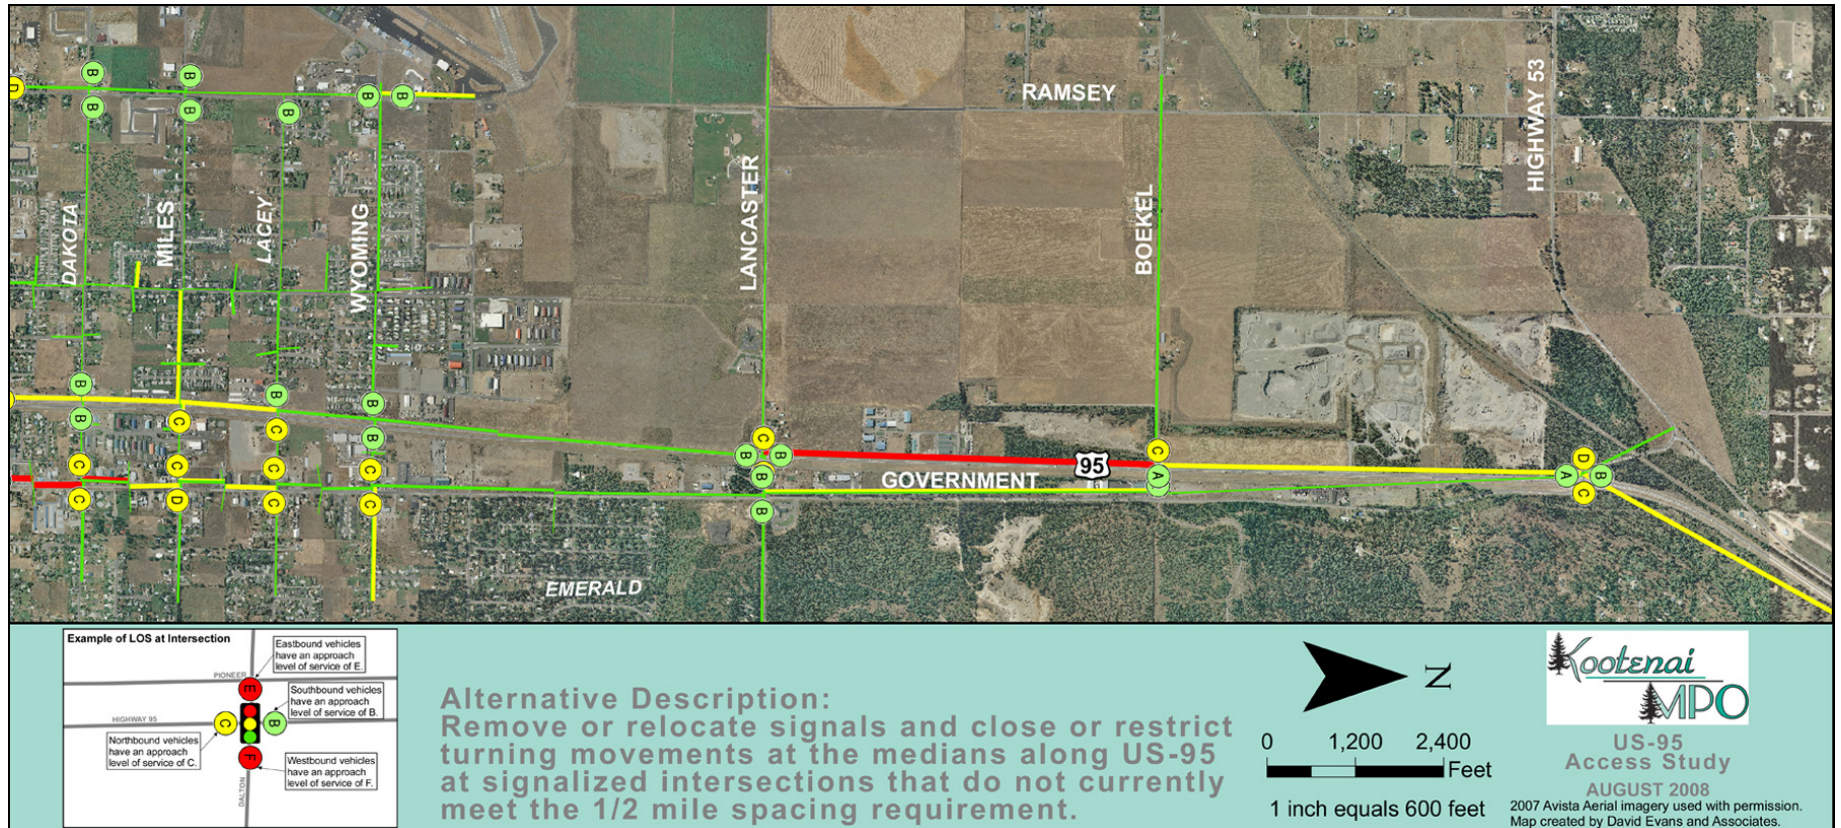 RAMSEY
HIGHWAY 53
DAKOTA
MILES
LACEY
WYOMING
LANCASTER
BOEKEL
95
GOVERNMENT
EMERALD
D
B
B
B
B
B
B
B
B
B
C
B
C
B
B
C
C
C
C
C
D
C
C
C
B
B
B
B
C
A
D
A
B
C
Example of LOS at Intersection
Eastbound vehicles
have an approach
level of service of E.
PIONEER
E
Southbound vehicles
have an approach
level of service of B.
HIGHWAY 95
C
B
Northbound vehicles
have an approach
level of service of C.
F
Westbound vehicles
have an approach
level of service of F.
DALTON
Alternative Description:
Remove or relocate signals and close or restrict
turning movements at the medians along US-95
at signalized intersections that do not currently
meet the 1/2 mile spacing requirement.
N
0 1,200 2,400
Feet
1 inch equals 600 feet
Kootenai
MPO
US-95
Access Study
AUGUST 2008
2007 Avista Aerial imagery used with permission.
Map created by David Evans and Associates.